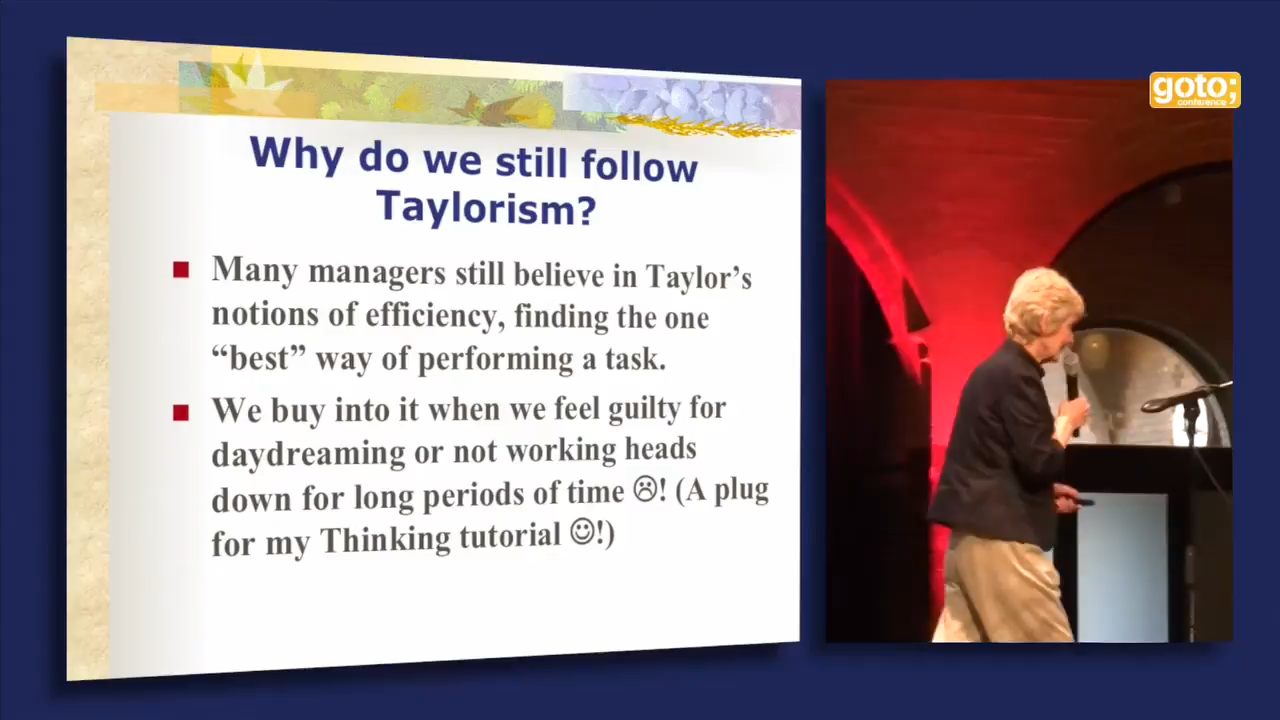 goto;
conference
Why do we still follow
Taylorism?
Many managers still believe in Taylor's
notions of efficiency, finding the one
“best” way of performing a task.
We buy into it when we feel guilty for
daydreaming or not working heads
down for long periods of time ☹! (A plug
for my Thinking tutorial ☺!)